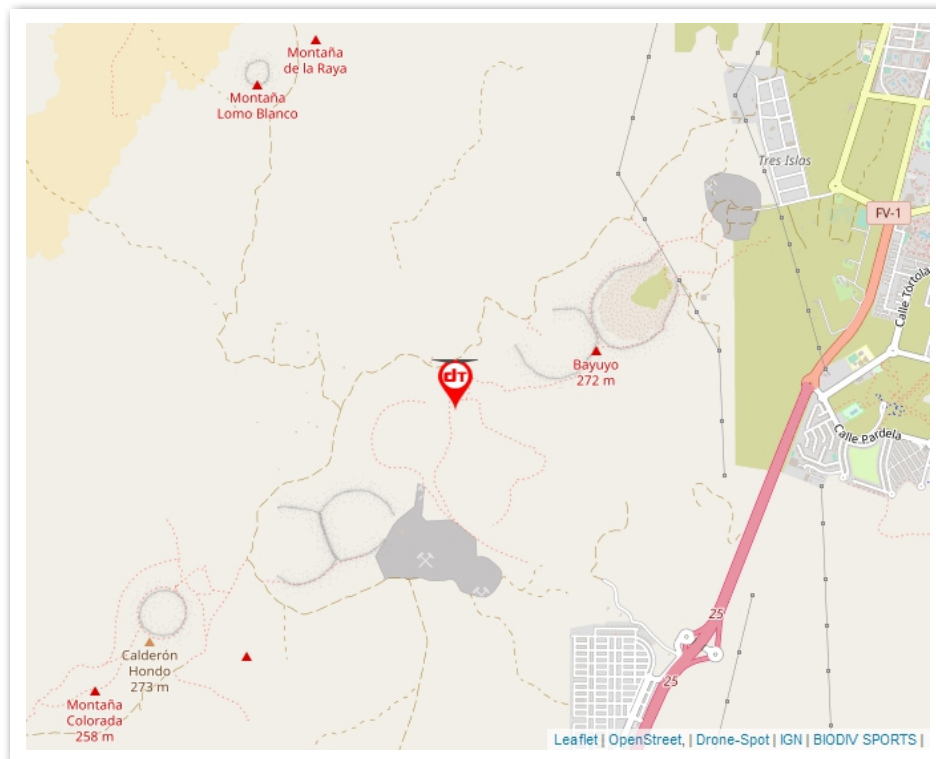 Montaña
de la Raya
Montaña
Lomo Blanco
Tres Islas
FV-1
Calle Tórtola
Bayuyo
272 m
dT
Calle Pardela
25
25
Calderón
Hondo
273 m
Montaña
Colorada
258 m
Leaflet | OpenStreet, | Drone-Spot | IGN | BIODIV SPORTS |